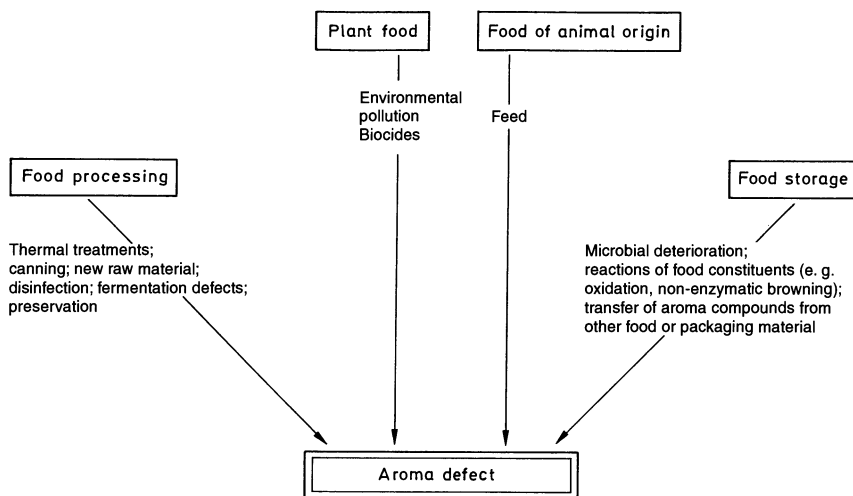 Plant food
Food of animal origin
Environmental
pollution
Biocides
Feed
Food processing
Food storage
Thermal treatments;
canning; new raw material;
disinfection; fermentation defects;
preservation
Microbial deterioration;
reactions of food constituents (e. g.
oxidation, non-enzymatic browning);
transfer of aroma compounds from
other food or packaging material
Aroma defect